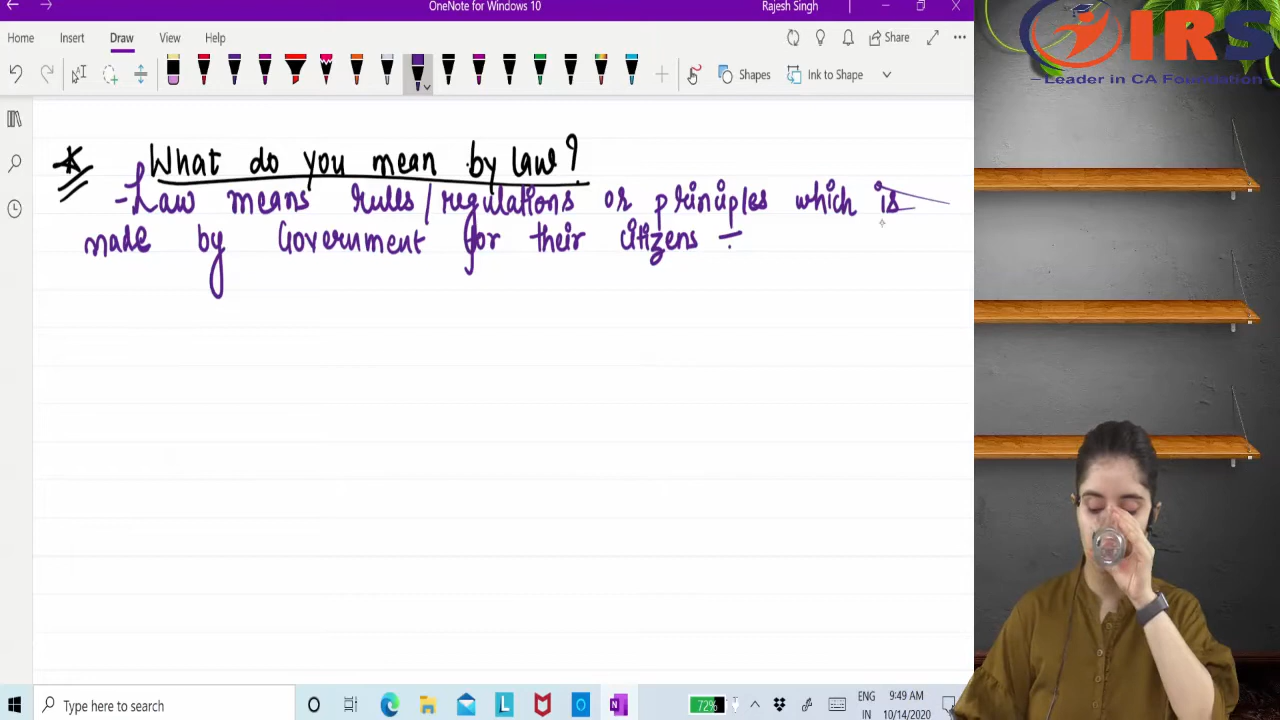 OneNote for Windows 10
Rajesh Singh
Home Insert Draw View Help
Share
Shapes
Ink to Shape
IRS
Leader in CA Foundation
What do you mean by law?
-Law means rules/regulations or principles which is
made by Government for their citizens
Type here to search
72%
ENG
IN
9:49 AM
10/14/2020